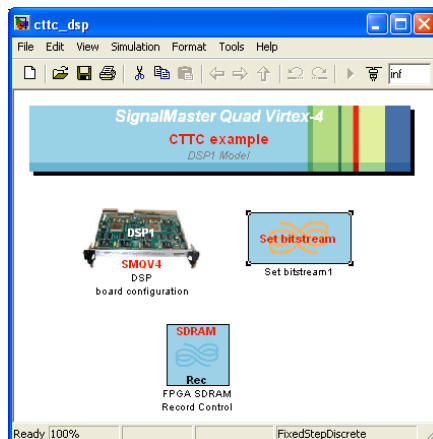 cttc_dsp
File Edit View Simulation Format Tools Help
inf
SignalMaster Quad Virtex-4
CTTC example
DSP1 Model
DSP1
SMQV4
DSP
board configuration
Set bitstream
Set bitstream1
SDRAM
Rec
FPGA SDRAM
Record Control
Ready 100% FixedStepDiscrete